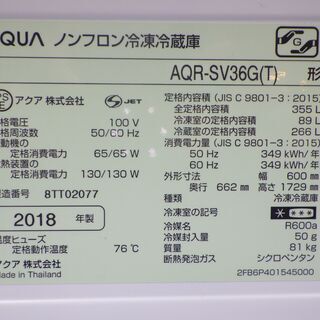 QUA ノンフロン冷凍冷蔵庫
G
AQR-SV36G(T) 形
PS E アクア 株式会社 JET
格電圧 100 V
格周波数 50/60 Hz
動機の
定格消費電力 65/65 W
熱装置の
定格消費電力 130/130 W
製造番号 8TT02077
2018 年製
温度ヒューズ
定格動作温度 76℃
アクア 株式会社
Made in Thailand
定格内容積 (JIS C 9801-3 : 2015)
全定格内容積 355 L
冷凍室の定格内容積 89 L
冷蔵室の定格内容積 266 L
消費電力量 (JIS C 9801-3 : 2015)
50 Hz 349 kWh/年
60 Hz 349 kWh/年
外形寸法 幅 600 mm
奥行 662 mm 高さ 1729 mm
種類 冷凍冷蔵庫
冷凍室の記号
冷媒名 R600a
冷媒封入量 50 g
質量 81kg
断熱発泡ガス シクロペンタン
2FB6P401545000